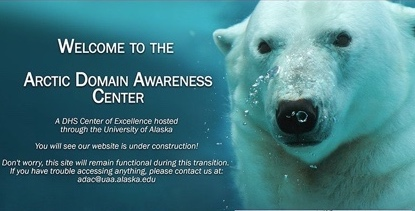 WELCOME TO THE
ARCTIC DOMAIN AWARENESS
CENTER
A DHS Center of Excellence hosted
through the University of Alaska
You will see our website is under construction!
Don't worry, this site will remain functional during this transition.
If you have trouble accessing anything, please contact us at:
adac@uaa.alaska.edu